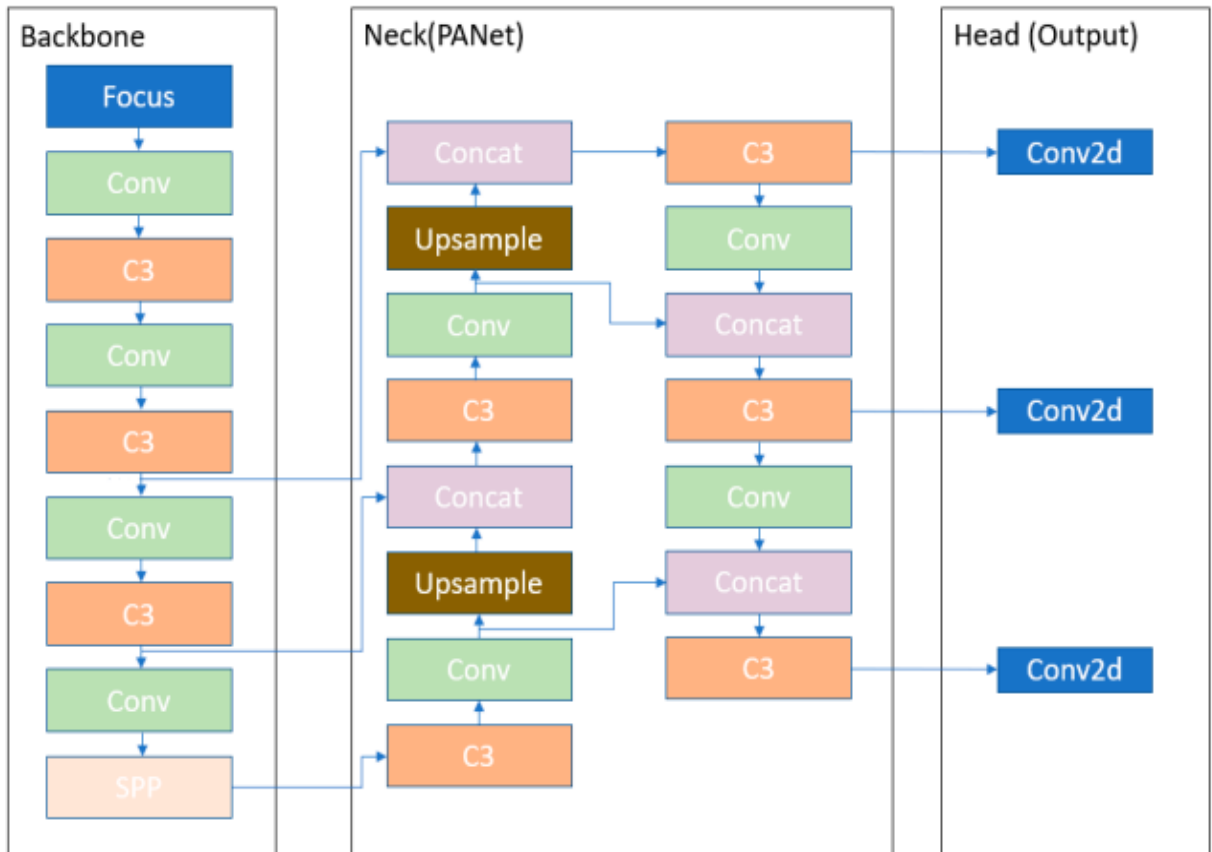 Backbone
Focus
Conv
C3
Conv
C3
Conv
C3
Conv
SPP
Neck(PANet)
Concat
Upsample
Conv
C3
Concat
Upsample
Conv
C3
C3
Conv
Concat
C3
Conv
Concat
C3
Head (Output)
Conv2d
Conv2d
Conv2d